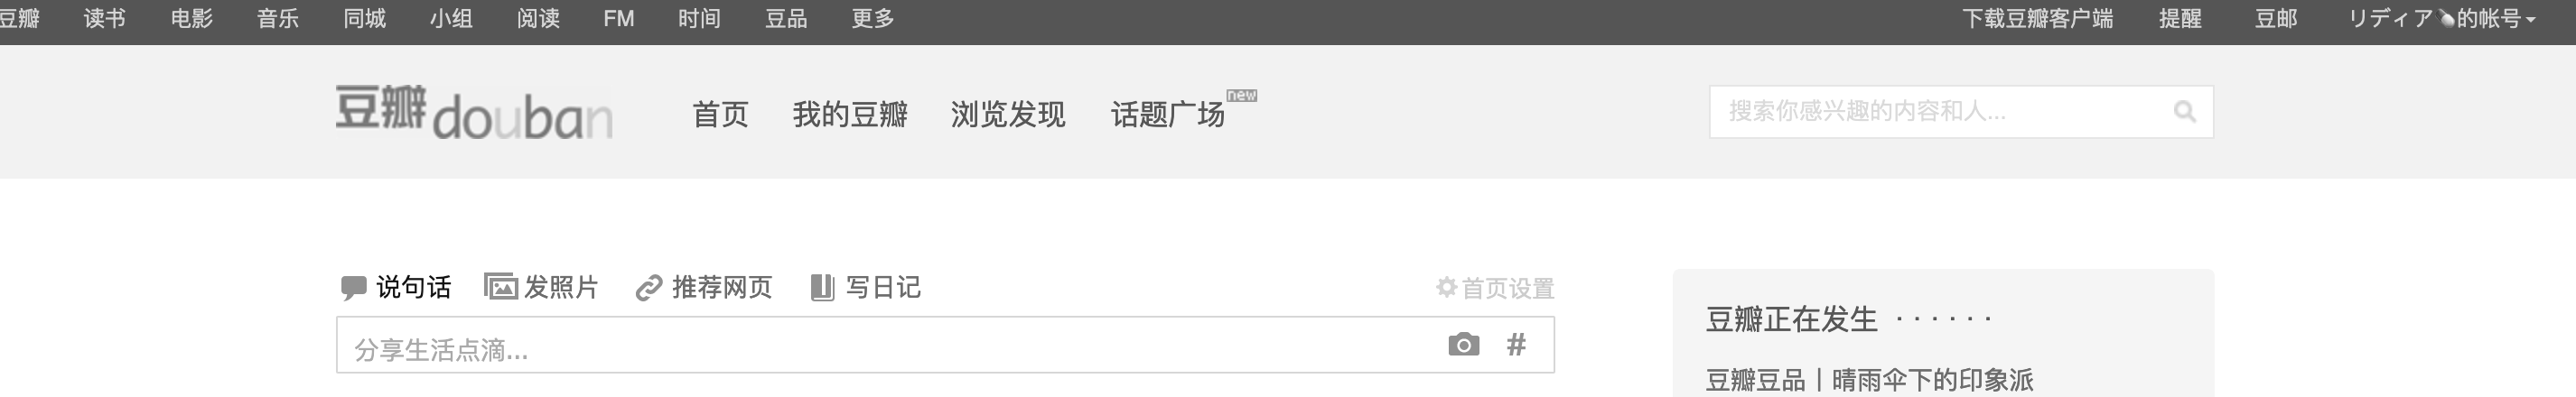 豆瓣 读书 电影 音乐 同城 小组 阅读 FM 时间 豆品 更多 下载豆瓣客户端 提醒 豆邮 リディア🍡的帐号
豆瓣 douban 首页 我的豆瓣 浏览发现 话题广场 new 搜索你感兴趣的内容和人...
说句话 发照片 推荐网页 写日记 首页设置
分享生活点滴... #
豆瓣正在发生 · · · · · ·
豆瓣豆品 | 晴雨伞下的印象派